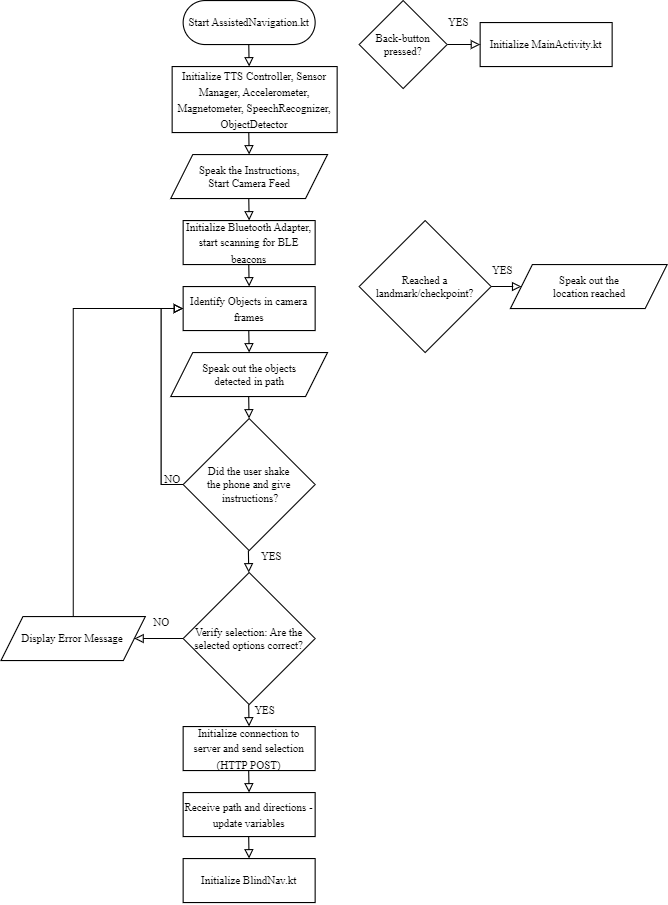 Start AssistedNavigation.kt
Back-button
pressed?
YES
Initialize MainActivity.kt
Initialize TTS Controller, Sensor
Manager, Accelerometer,
Magnetometer, SpeechRecognizer,
ObjectDetector
Speak the Instructions,
Start Camera Feed
Initialize Bluetooth Adapter,
start scanning for BLE
beacons
Reached a
landmark/checkpoint?
YES
Speak out the
location reached
Identify Objects in camera
frames
Speak out the objects
detected in path
Did the user shake
the phone and give
instructions?
NO
YES
Verify selection: Are the
selected options correct?
NO
Display Error Message
YES
Initialize connection to
server and send selection
(HTTP POST)
Receive path and directions -
update variables
Initialize BlindNav.kt